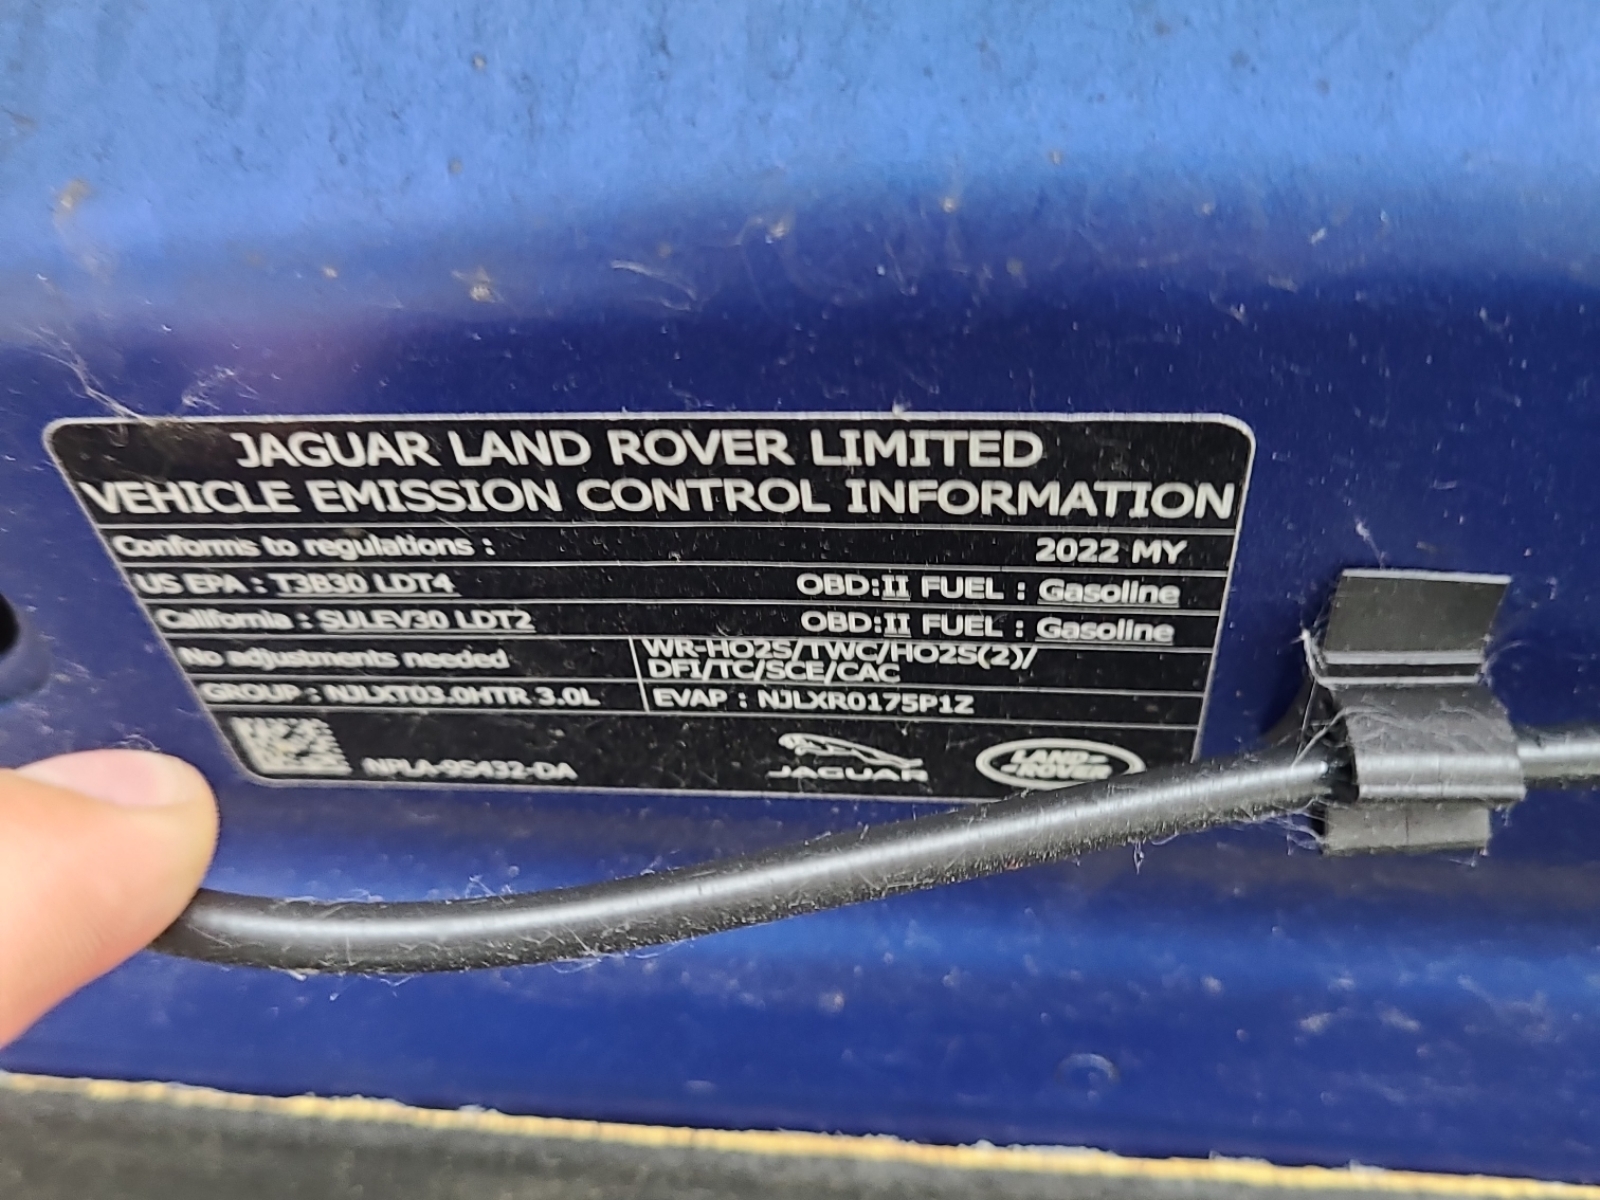 JAGUAR LAND ROVER LIMITED
VEHICLE EMISSION CONTROL INFORMATION
Conforms to regulations : 2022 MY
US EPA : T3B30 LDT4 OBD:II FUEL : Gasoline
California : SULEV30 LDT2 OBD:II FUEL : Gasoline
No adjustments needed WR-HO2S/TWC/HO2S(2)/
DFI/TC/SCE/CAC
GROUP : NJLXT03.0HTR 3.0L EVAP : NJLXR0175P1Z
NPLA-9S432-DA JAGUAR LAND-
-ROVER